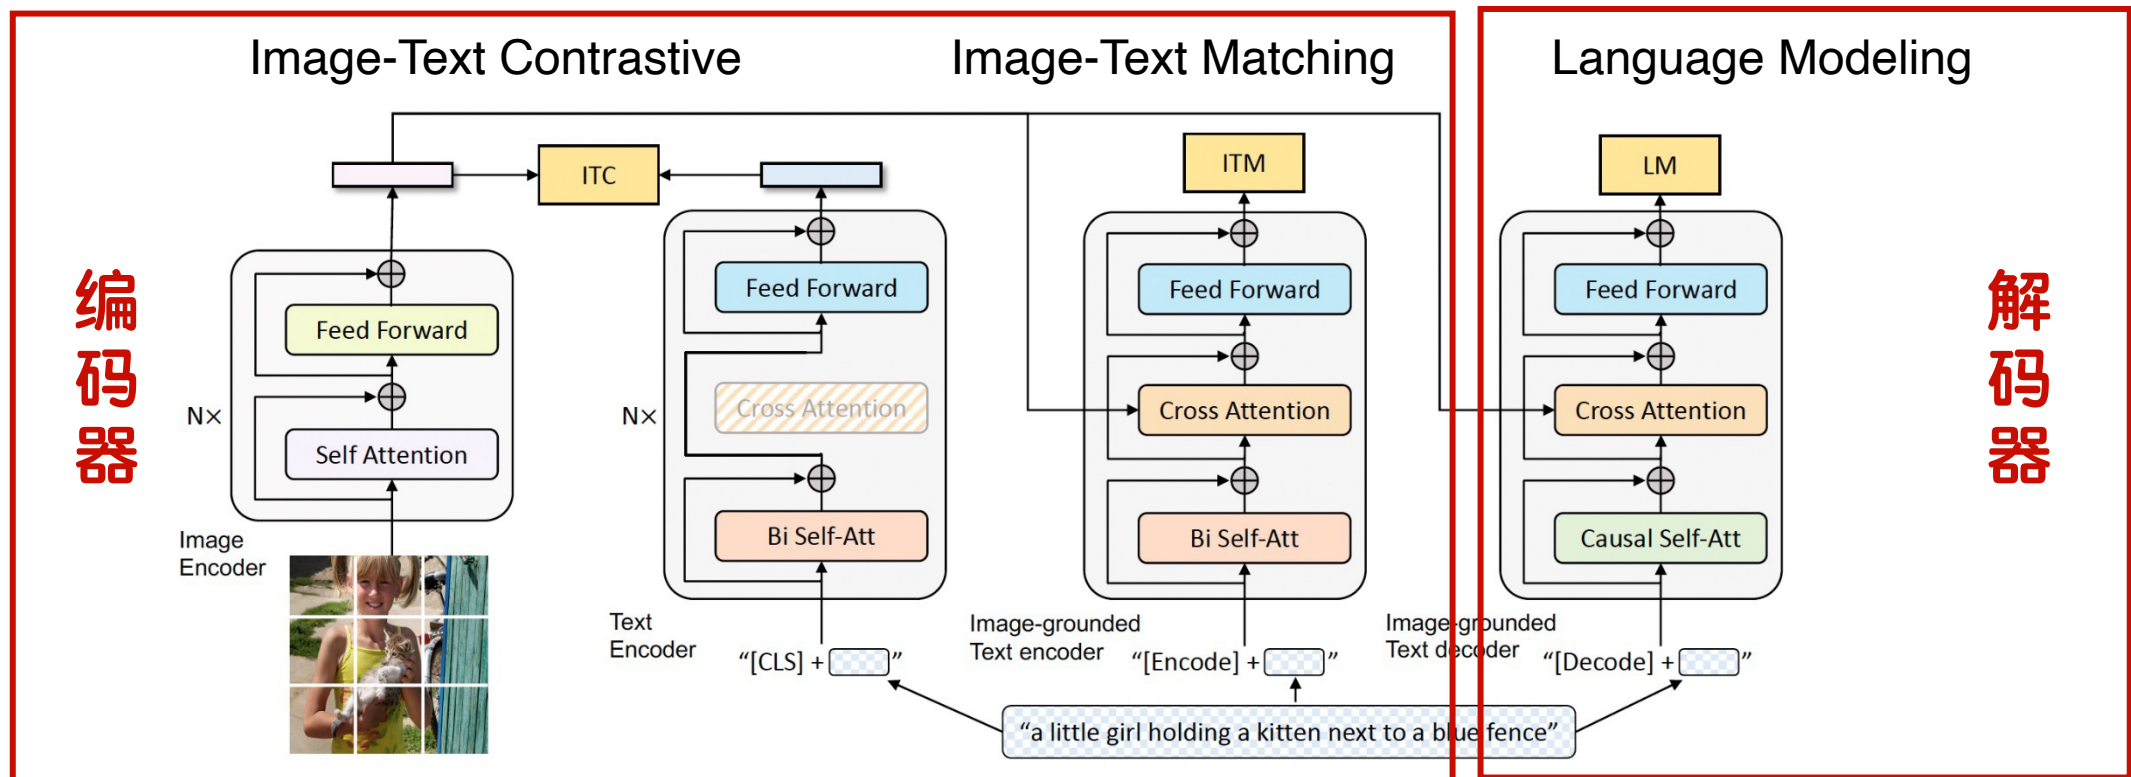 Image-Text Contrastive
Image-Text Matching
Language Modeling
编码器
解码器
ITC
ITM
LM
N×
Feed Forward
Self Attention
Image
Encoder
N×
Feed Forward
Cross Attention
Bi Self-Att
Text
Encoder
“[CLS] + ”
Feed Forward
Cross Attention
Bi Self-Att
Image-grounded
Text encoder
“[Encode] + ”
Feed Forward
Cross Attention
Causal Self-Att
Image-grounded
Text decoder
“[Decode] + ”
“a little girl holding a kitten next to a blue fence”